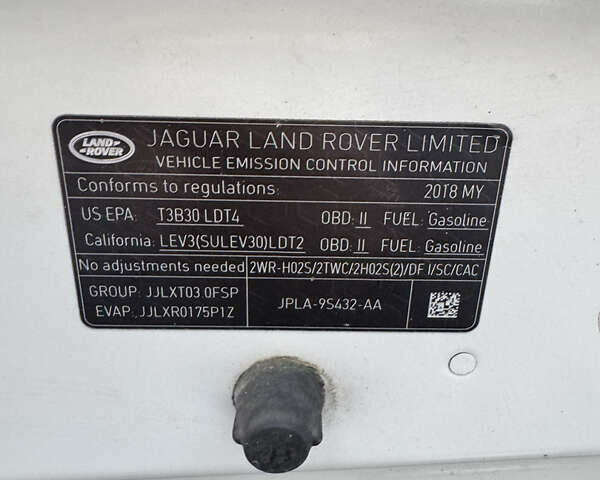 LAND-
ROVER
JAGUAR LAND ROVER LIMITED
VEHICLE EMISSION CONTROL INFORMATION
Conforms to regulations: 2018 MY
US EPA: T3B30 LDT4 OBD: II FUEL: Gasoline
California: LEV3(SULEV30)LDT2 OBD: II FUEL: Gasoline
No adjustments needed 2WR-H02S/2TWC/2H02S(2)/DF I/SC/CAC
GROUP: JJLXT03.0FSP
EVAP: JJLXR0175P1Z
JPLA-9S432-AA